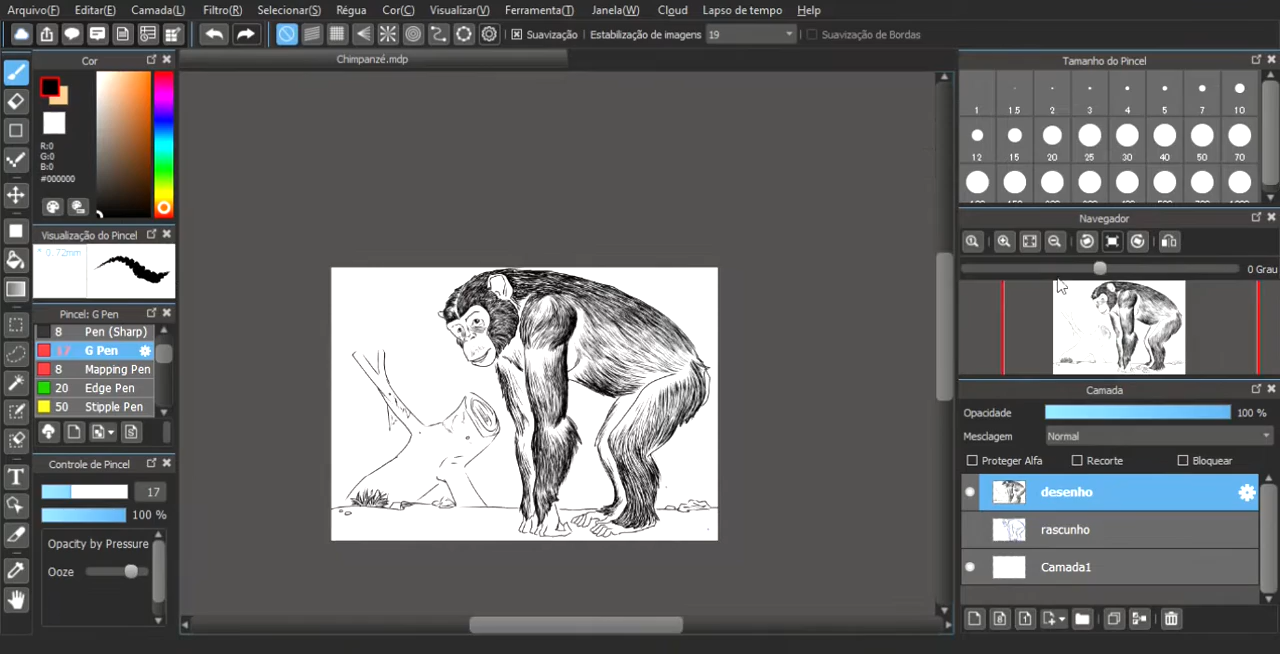 Arquivo(F) Editar(E) Camada(L) Filtro(R) Selecionar(S) Régua Cor(C) Visualizar(V) Ferramenta(T) Janela(W) Cloud Lapso de tempo Help
Suavização Estabilização de imagens 19 Suavização de Bordas
Cor
Chimpanzé.mdp
Tamanho do Pincel
1 1.5 2 3 4 5 7 10
12 15 20 25 30 40 50 70
R:0
G:0
B:0
#000000
Navegador
0 Grau
Visualização do Pincel
* 0.72mm
Pincel: G Pen
8 Pen (Sharp)
17 G Pen
8 Mapping Pen
20 Edge Pen
50 Stipple Pen
Camada
Opacidade 100 %
Mesclagem Normal
Proteger Alfa Recorte Bloquear
desenho
rascunho
Camada1
Controle de Pincel
17
100 %
Opacity by Pressure
Ooze